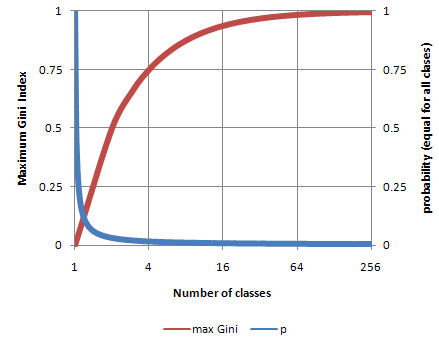 1 1
0.75 0.75
0.5 0.5
0.25 0.25
0 0
Maximum Gini Index
probability (equal for all clases)
1 4 16 64 256
Number of classes
max Gini p